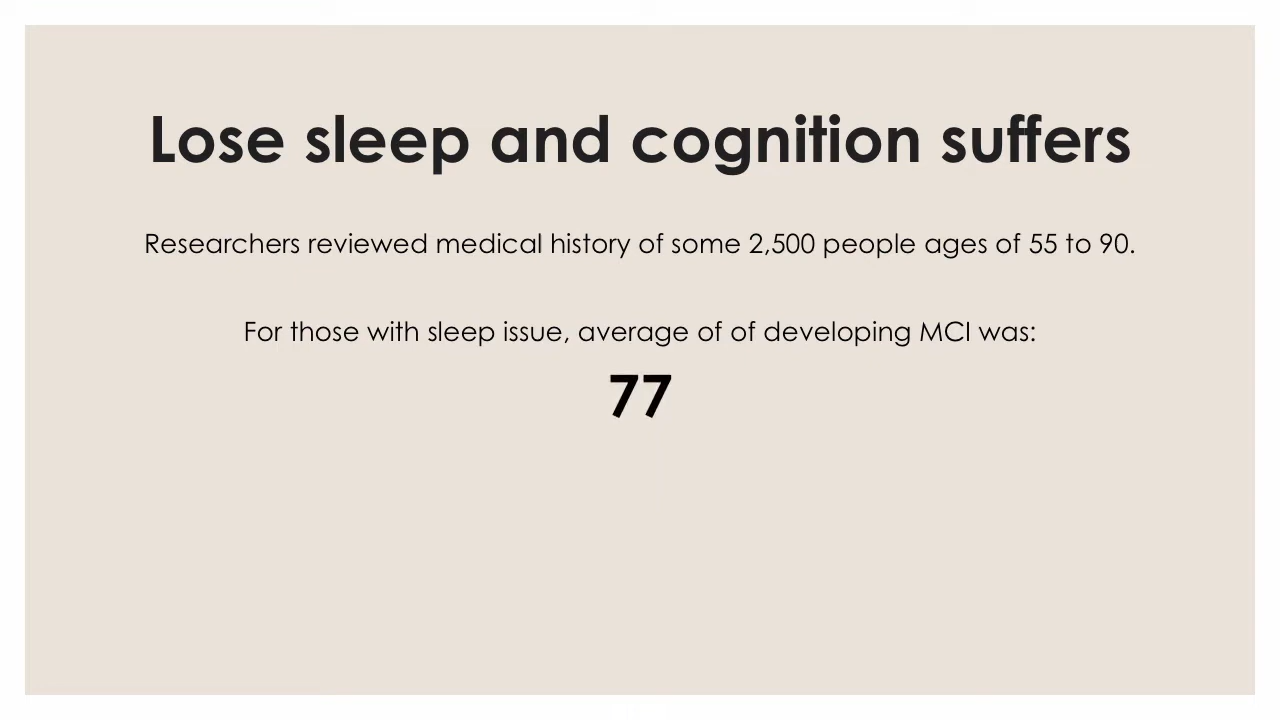 Lose sleep and cognition suffers
Researchers reviewed medical history of some 2,500 people ages of 55 to 90.
For those with sleep issue, average of of developing MCI was:
77